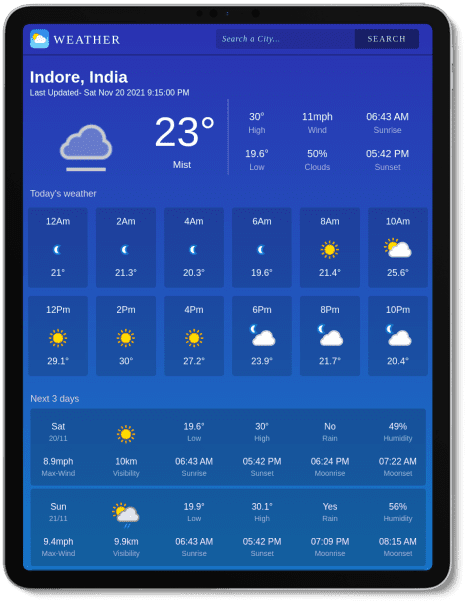 WEATHER
Search a City...
SEARCH
Indore, India
Last Updated- Sat Nov 20 2021 9:15:00 PM
23°
Mist
30° 11mph 06:43 AM
High Wind Sunrise
19.6° 50% 05:42 PM
Low Clouds Sunset
Today's weather
12Am 2Am 4Am 6Am 8Am 10Am
21° 21.3° 20.3° 19.6° 21.4° 25.6°
12Pm 2Pm 4Pm 6Pm 8Pm 10Pm
29.1° 30° 27.2° 23.9° 21.7° 20.4°
Next 3 days
Sat 19.6° 30° No 49%
20/11 Low High Rain Humidity
8.9mph 10km 06:43 AM 05:42 PM 06:24 PM 07:22 AM
Max-Wind Visibility Sunrise Sunset Moonrise Moonset
Sun 19.9° 30.1° Yes 56%
21/11 Low High Rain Humidity
9.4mph 9.9km 06:43 AM 05:42 PM 07:09 PM 08:15 AM
Max-Wind Visibility Sunrise Sunset Moonrise Moonset